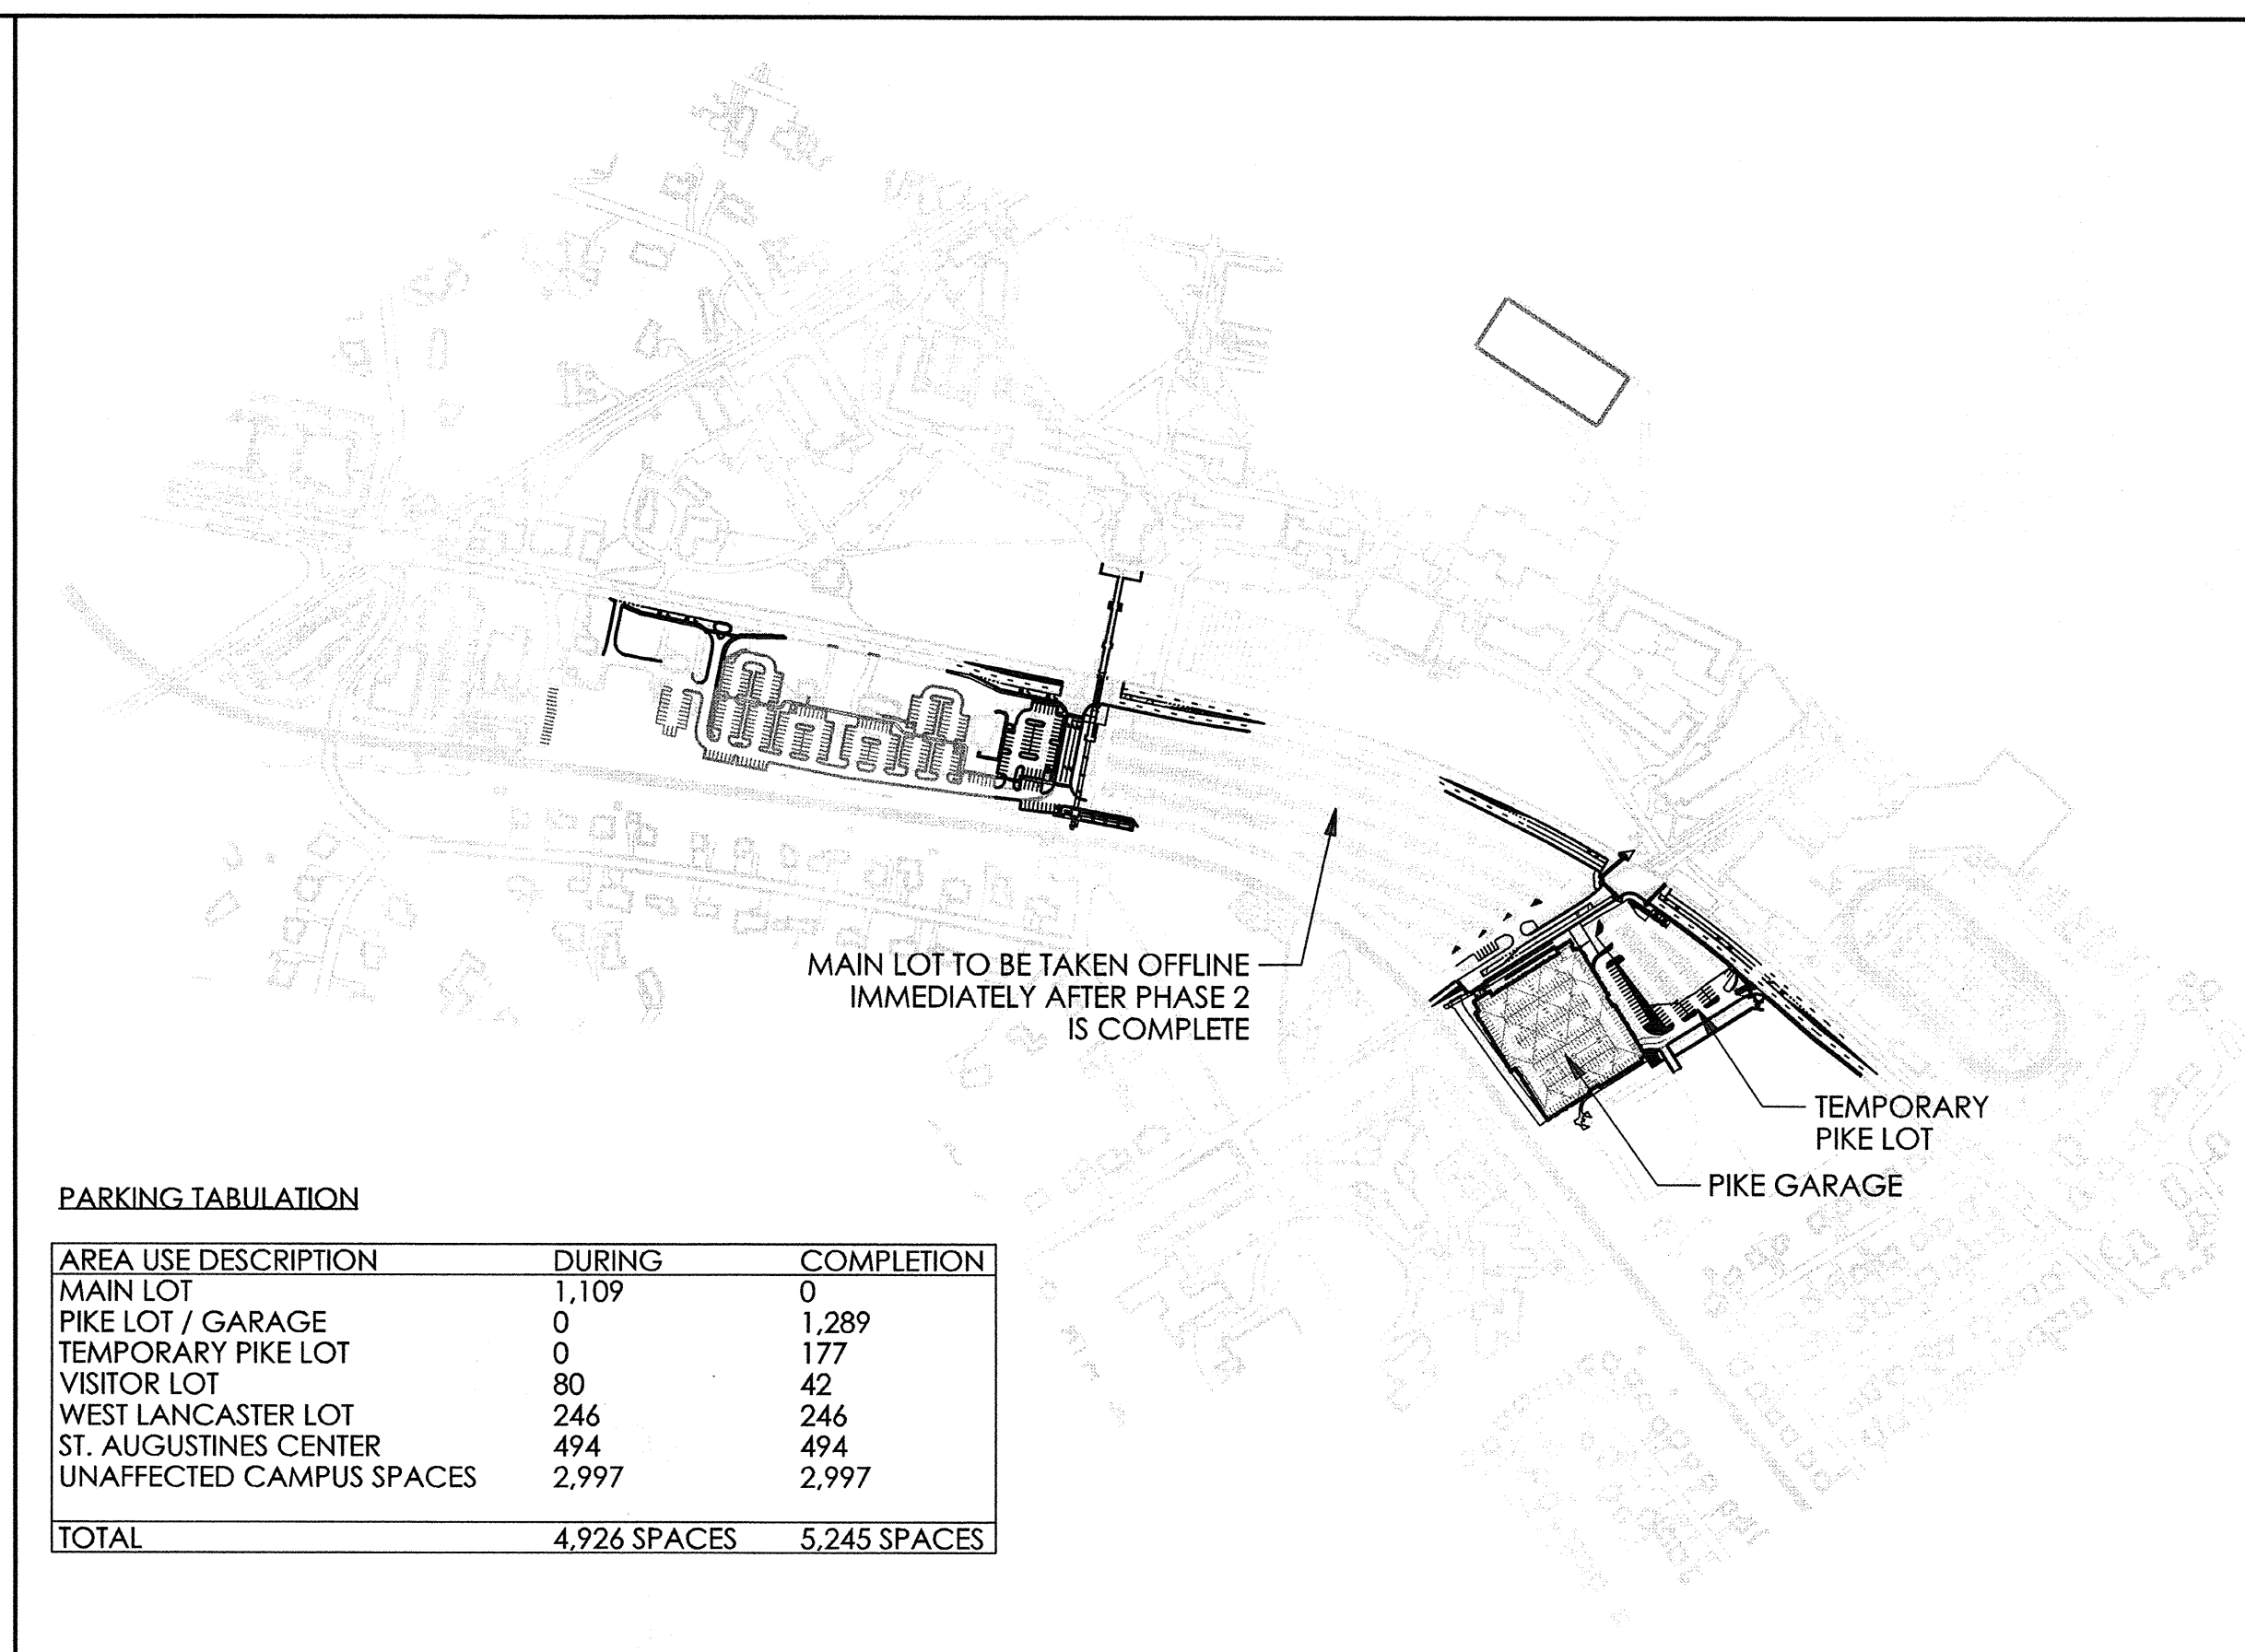 MAIN LOT TO BE TAKEN OFFLINE
IMMEDIATELY AFTER PHASE 2
IS COMPLETE
TEMPORARY
PIKE LOT
PIKE GARAGE
PARKING TABULATION
AREA USE DESCRIPTION DURING COMPLETION
MAIN LOT 1,109 0
PIKE LOT / GARAGE 0 1,289
TEMPORARY PIKE LOT 0 177
VISITOR LOT 80 42
WEST LANCASTER LOT 246 246
ST. AUGUSTINES CENTER 494 494
UNAFFECTED CAMPUS SPACES 2,997 2,997
TOTAL 4,926 SPACES 5,245 SPACES